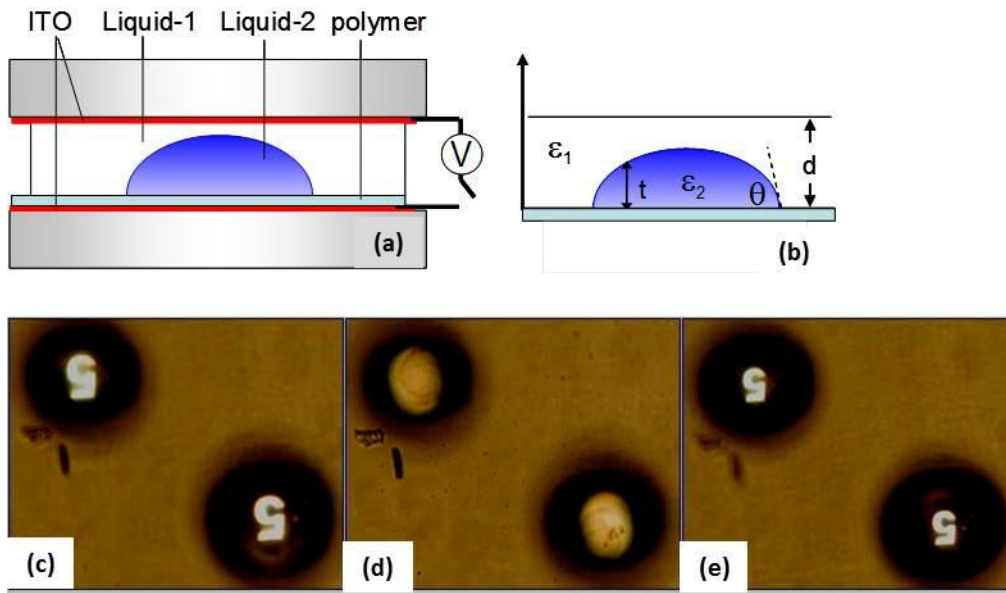 ITO Liquid-1 Liquid-2 polymer
V
(a)
ε₁
t
ε₂
θ
d
(b)
5
5
(c)
(d)
5
5
(e)